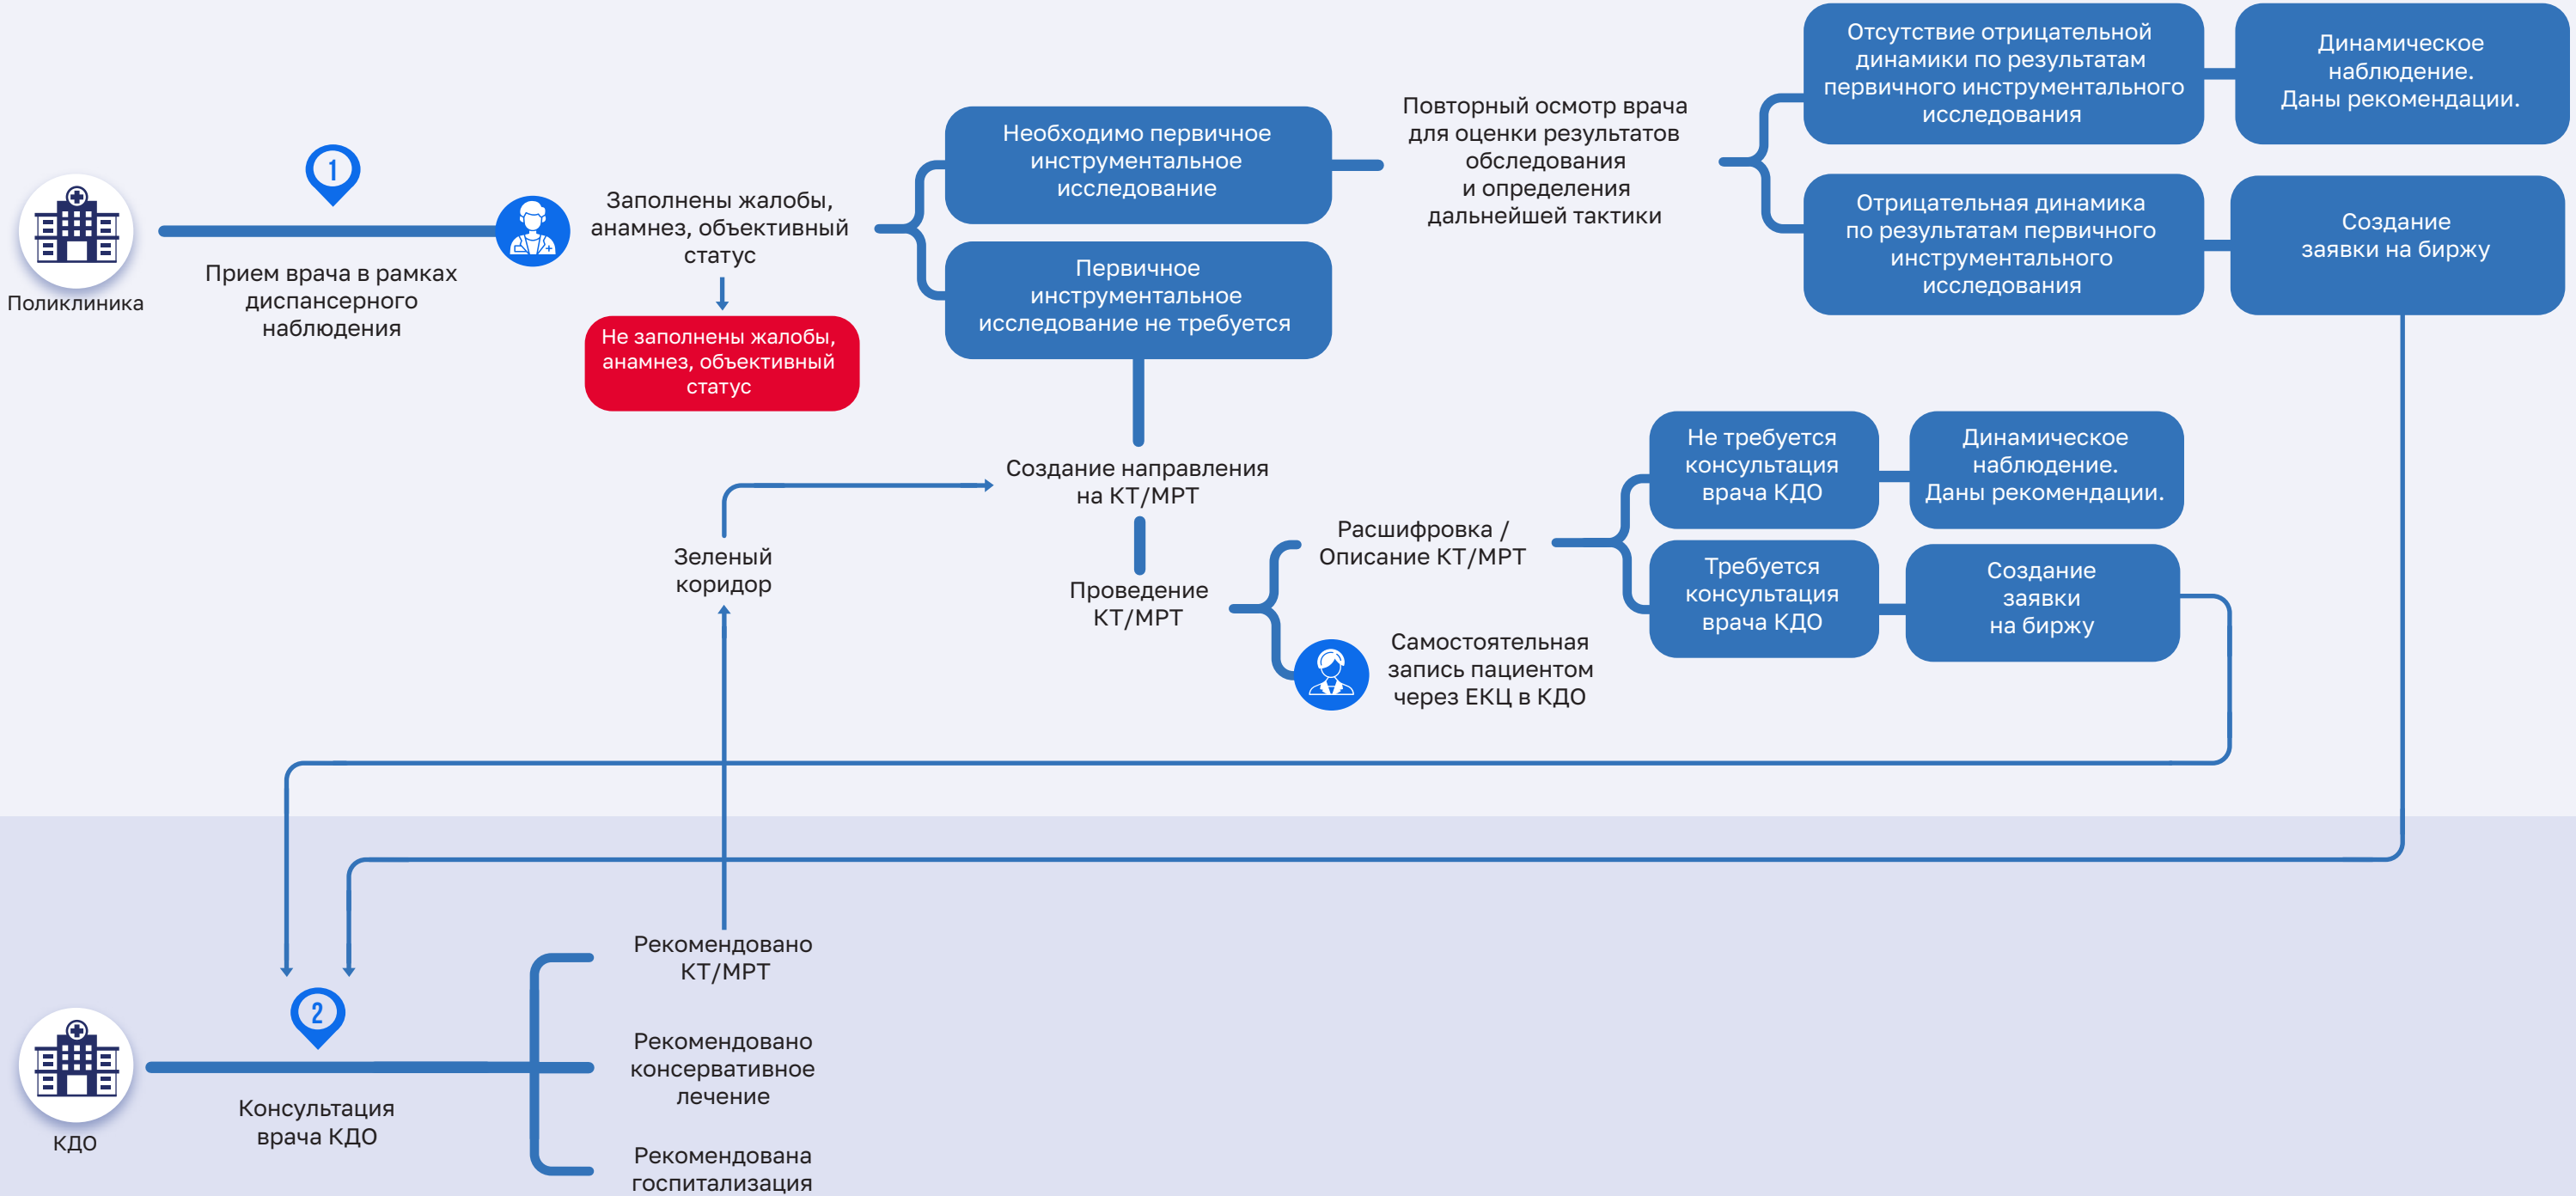 1
Поликлиника
Прием врача в рамках
диспансерного
наблюдения
Заполнены жалобы,
анамнез, объективный
статус
Не заполнены жалобы,
анамнез, объективный
статус
Необходимо первичное
инструментальное
исследование
Первичное
инструментальное
исследование не требуется
Повторный осмотр врача
для оценки результатов
обследования
и определения
дальнейшей тактики
Отсутствие отрицательной
динамики по результатам
первичного инструментального
исследования
Динамическое
наблюдение.
Даны рекомендации.
Отрицательная динамика
по результатам первичного
инструментального
исследования
Создание
заявки на биржу
Зеленый
коридор
Создание направления
на КТ/МРТ
Проведение
КТ/МРТ
Расшифровка /
Описание КТ/МРТ
Самостоятельная
запись пациентом
через ЕКЦ в КДО
Не требуется
консультация
врача КДО
Динамическое
наблюдение.
Даны рекомендации.
Требуется
консультация
врача КДО
Создание
заявки
на биржу
2
КДО
Консультация
врача КДО
Рекомендовано
КТ/МРТ
Рекомендовано
консервативное
лечение
Рекомендована
госпитализация